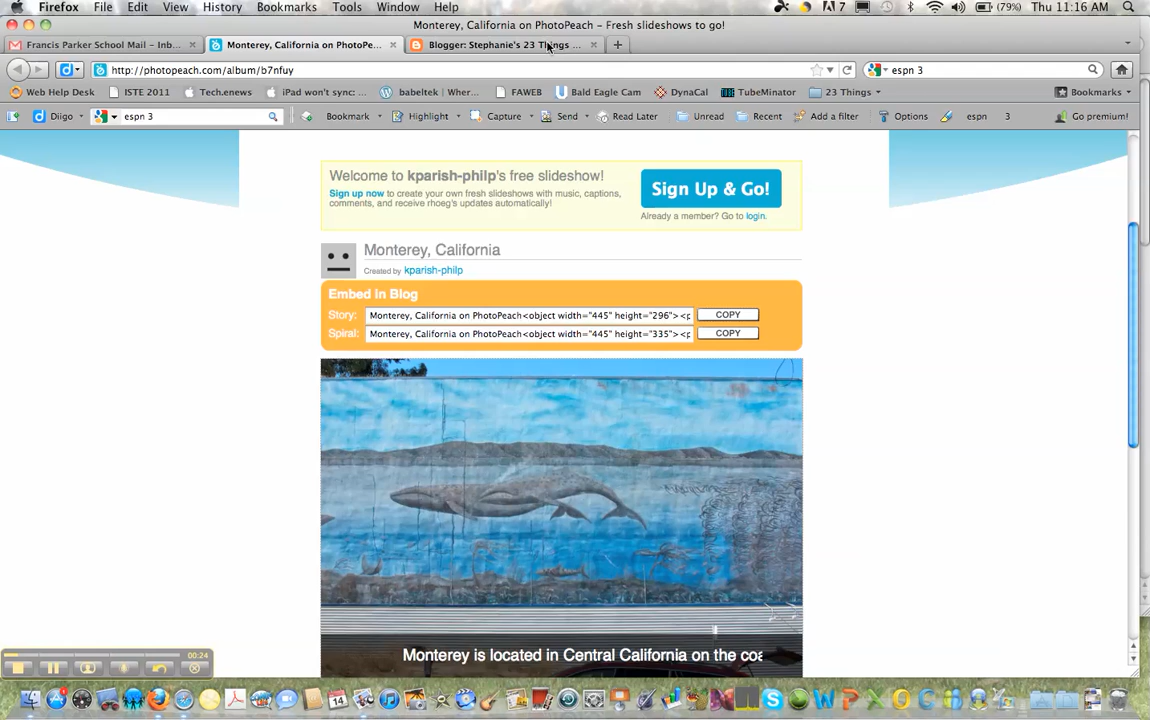 Firefox File Edit View History Bookmarks Tools Window Help 7 (79%) Thu 11:16 AM
Monterey, California on PhotoPeach – Fresh slideshows to go!
Francis Parker School Mail – Inb... Monterey, California on PhotoPe... Blogger: Stephanie's 23 Things ...
http://photopeach.com/album/b7nfuy espn 3
Web Help Desk ISTE 2011 Tech.enews iPad won't sync: ... babeltek | Wher... FAWEB Bald Eagle Cam DynaCal TubeMinator 23 Things Bookmarks
Diigo espn 3 Bookmark Highlight Capture Send Read Later Unread Recent Add a filter Options espn 3 Go premium!
Welcome to kparish-philp's free slideshow!
Sign up now to create your own fresh slideshows with music, captions,
comments, and receive rhoeg's updates automatically!
Sign Up & Go!
Already a member? Go to login.
Monterey, California
Created by kparish-philp
Embed In Blog
Story: Monterey, California on PhotoPeach<object width="445" height="296"><p COPY
Spiral: Monterey, California on PhotoPeach<object width="445" height="335"><p COPY
Monterey is located in Central California on the coa
00:24